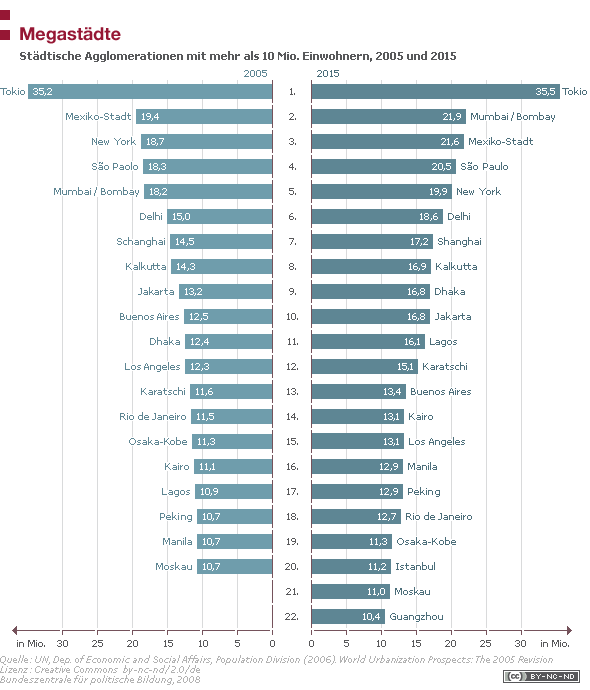 Megastädte
Städtische Agglomerationen mit mehr als 10 Mio. Einwohnern, 2005 und 2015
2005 2015
Tokio 35,2 1. 35,5 Tokio
Mexiko-Stadt 19,4 2. 21,9 Mumbai / Bombay
New York 18,7 3. 21,6 Mexiko-Stadt
São Paolo 18,3 4. 20,5 São Paulo
Mumbai / Bombay 18,2 5. 19,9 New York
Delhi 15,0 6. 18,6 Delhi
Schanghai 14,5 7. 17,2 Shanghai
Kalkutta 14,3 8. 16,9 Kalkutta
Jakarta 13,2 9. 16,8 Dhaka
Buenos Aires 12,5 10. 16,8 Jakarta
Dhaka 12,4 11. 16,1 Lagos
Los Angeles 12,3 12. 15,1 Karatschi
Karatschi 11,6 13. 13,4 Buenos Aires
Rio de Janeiro 11,5 14. 13,1 Kairo
Osaka-Kobe 11,3 15. 13,1 Los Angeles
Kairo 11,1 16. 12,9 Manila
Lagos 10,9 17. 12,9 Peking
Peking 10,7 18. 12,7 Rio de Janeiro
Manila 10,7 19. 11,3 Osaka-Kobe
Moskau 10,7 20. 11,2 Istanbul
21. 11,0 Moskau
22. 10,4 Guangzhou
in Mio. 30 25 20 15 10 5 0 0 5 10 15 20 25 30 in Mio.
Quelle: UN, Dep. of Economic and Social Affairs, Population Division (2006). World Urbanization Prospects: The 2005 Revision
Lizenz: Creative Commons by-nc-nd/2.0/de
Bundeszentrale für politische Bildung, 2008
cc BY-NC-ND